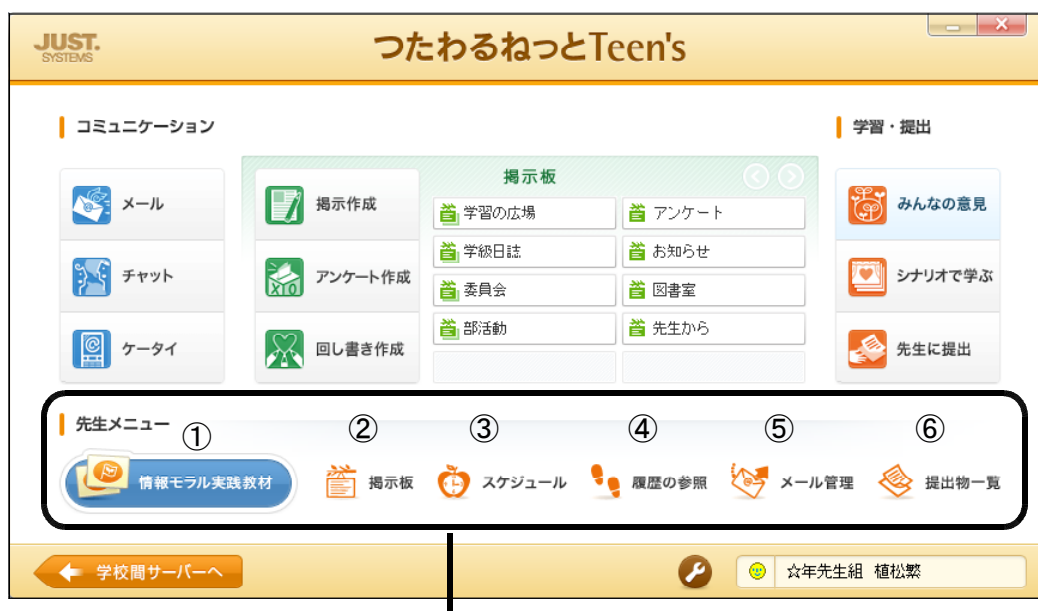 JUST.
SYSTEMS
つたわるねっとTeen's
コミュニケーション
学習・提出
メール
チャット
ケータイ
掲示作成
アンケート作成
回し書き作成
掲示板
学習の広場
アンケート
学級日誌
お知らせ
委員会
図書室
部活動
先生から
みんなの意見
シナリオで学ぶ
先生に提出
先生メニュー
① ② ③ ④ ⑤ ⑥
情報モラル実践教材
掲示板
スケジュール
履歴の参照
メール管理
提出物一覧
学校間サーバーへ
☆年先生組 植松繁